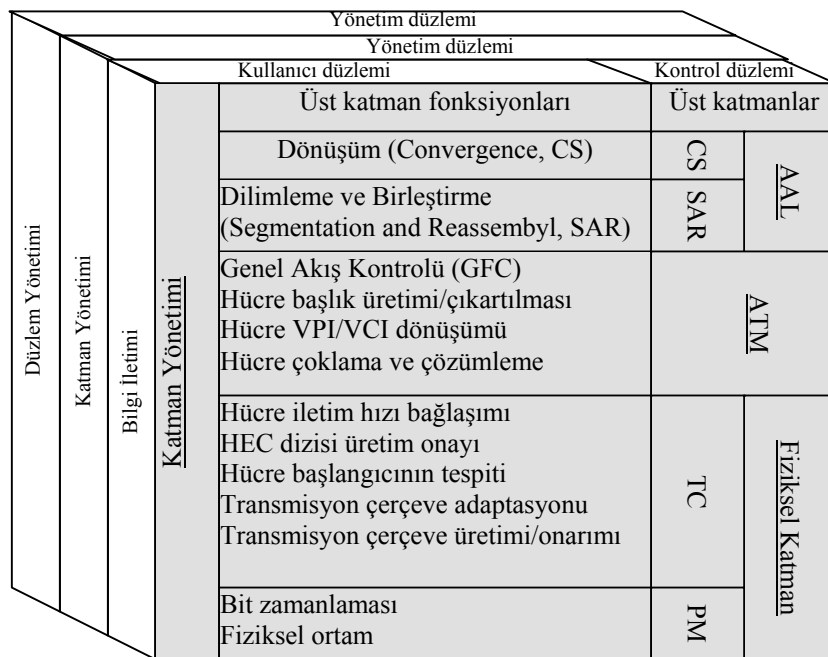 Yönetim düzlemi
Yönetim düzlemi
Kullanıcı düzlemi
Kontrol düzlemi
Düzlem Yönetimi
Katman Yönetimi
Bilgi İletimi
Katman Yönetimi
Üst katman fonksiyonları
Üst katmanlar
Dönüşüm (Convergence, CS)
CS
AAL
Dilimleme ve Birleştirme
(Segmentation and Reassembyl, SAR)
SAR
Genel Akış Kontrolü (GFC)
Hücre başlık üretimi/çıkartılması
Hücre VPI/VCI dönüşümü
Hücre çoklama ve çözümleme
ATM
Hücre iletim hızı bağlaşımı
HEC dizisi üretim onayı
Hücre başlangıcının tespiti
Transmisyon çerçeve adaptasyonu
Transmisyon çerçeve üretimi/onarımı
TC
Fiziksel Katman
Bit zamanlaması
Fiziksel ortam
PM